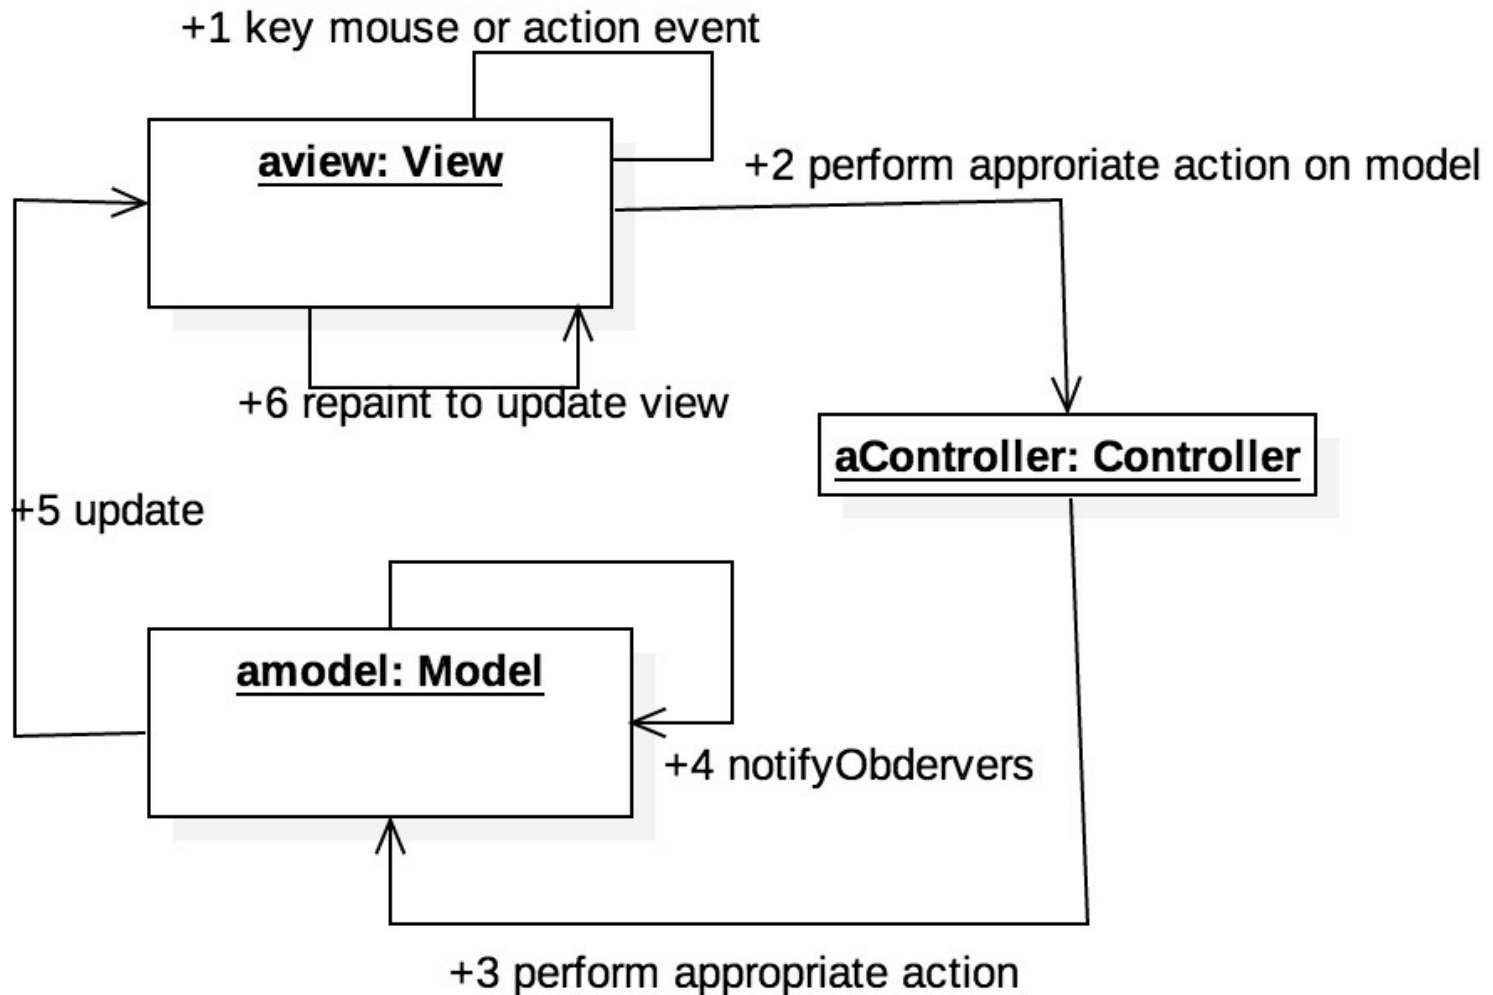 +1 key mouse or action event
aview: View
+2 perform approriate action on model
+6 repaint to update view
aController: Controller
+5 update
amodel: Model
+4 notifyObdervers
+3 perform appropriate action